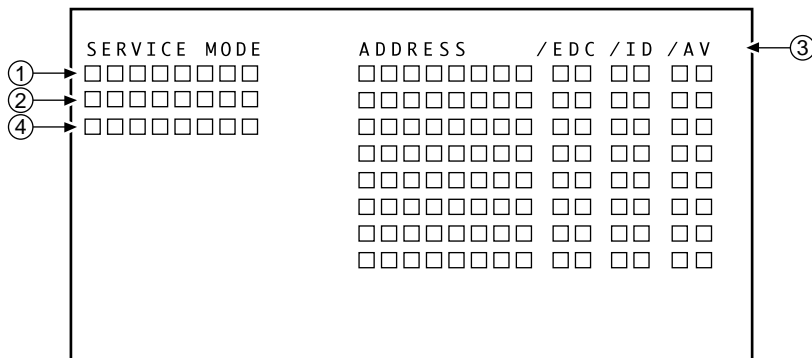 SERVICE MODE ADDRESS /EDC /ID /AV
③
①
②
④